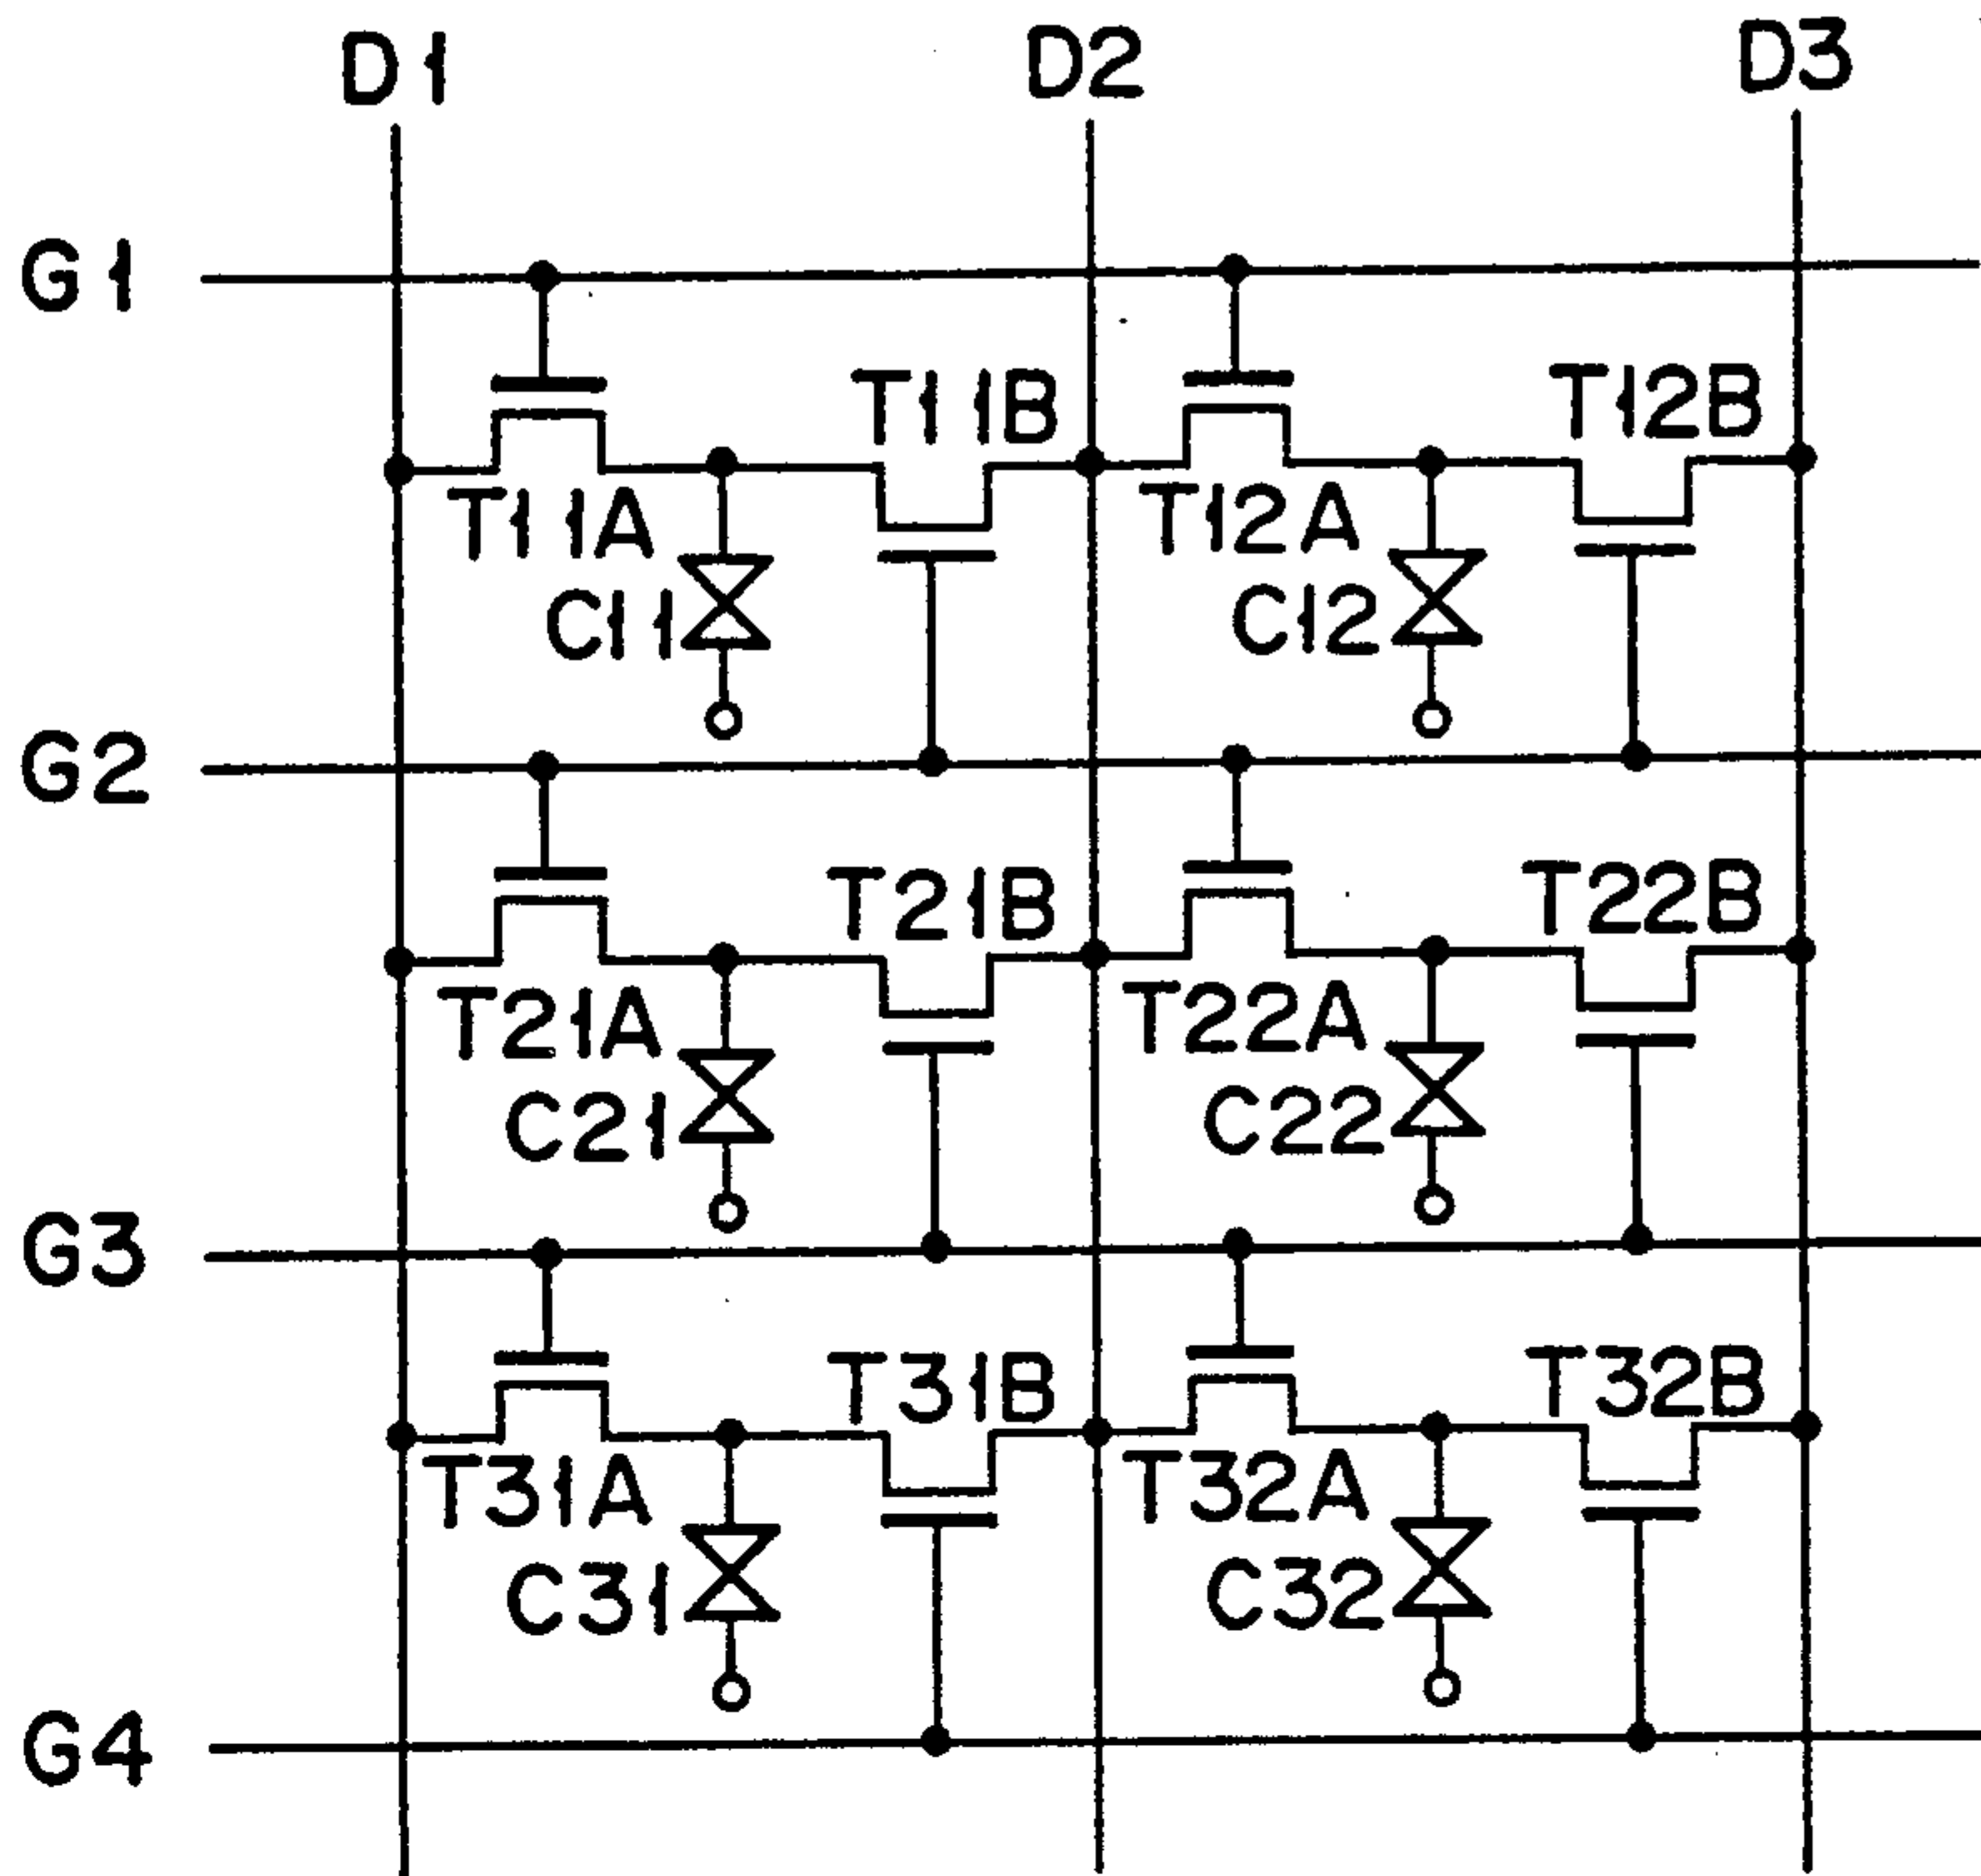 D1 D2 D3
G1
T11B T12B
T11A T12A
C11 C12
G2
T21B T22B
T21A T22A
C21 C22
G3
T31B T32B
T31A T32A
C31 C32
G4